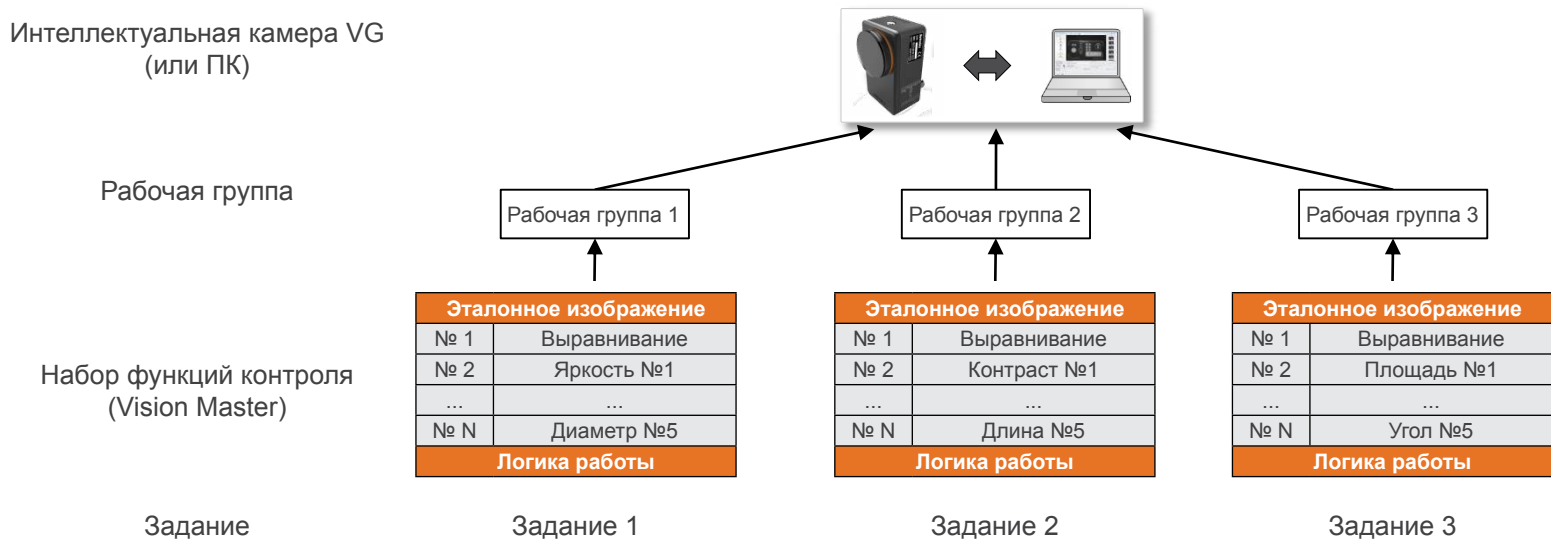 Интеллектуальная камера VG
(или ПК)
Рабочая группа
Рабочая группа 1
Рабочая группа 2
Рабочая группа 3
Набор функций контроля
(Vision Master)
Эталонное изображение
№ 1 Выравнивание
№ 2 Яркость №1
... ...
№ N Диаметр №5
Логика работы
Эталонное изображение
№ 1 Выравнивание
№ 2 Контраст №1
... ...
№ N Длина №5
Логика работы
Эталонное изображение
№ 1 Выравнивание
№ 2 Площадь №1
... ...
№ N Угол №5
Логика работы
Задание
Задание 1
Задание 2
Задание 3